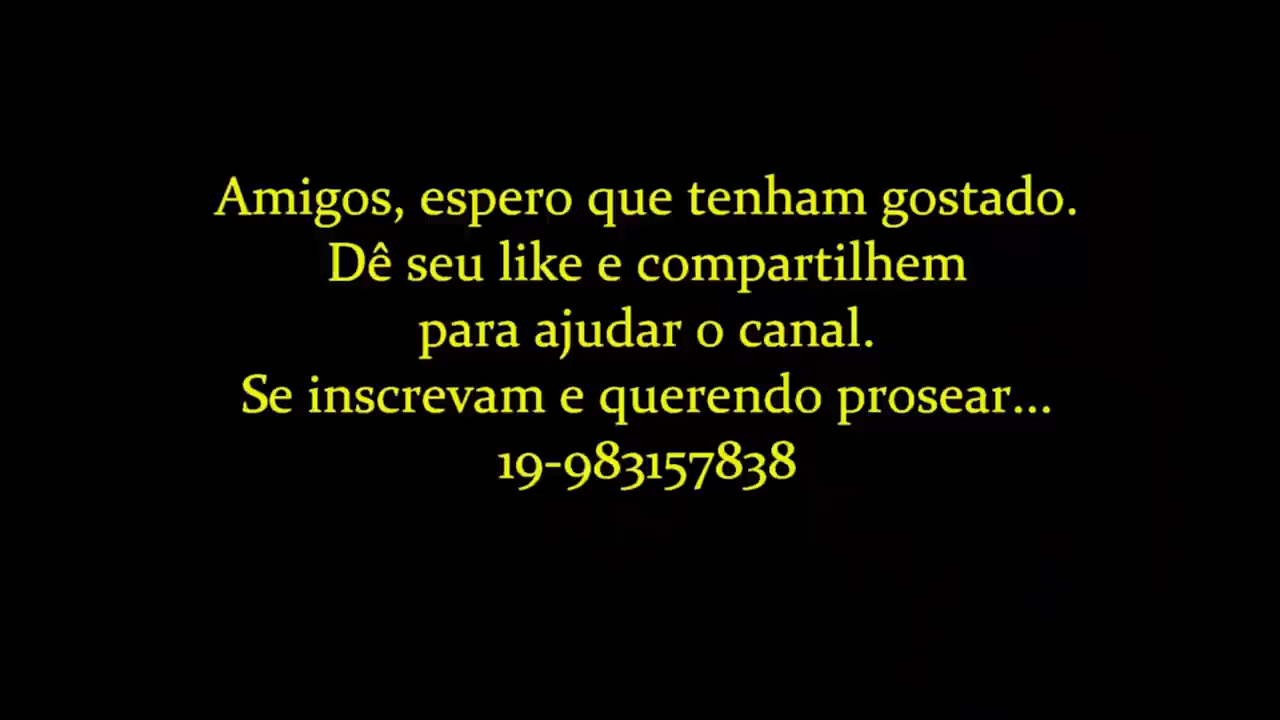 Amigos, espero que tenham gostado.
Dê seu like e compartilhem
para ajudar o canal.
Se inscrevam e querendo prosear...
19-983157838